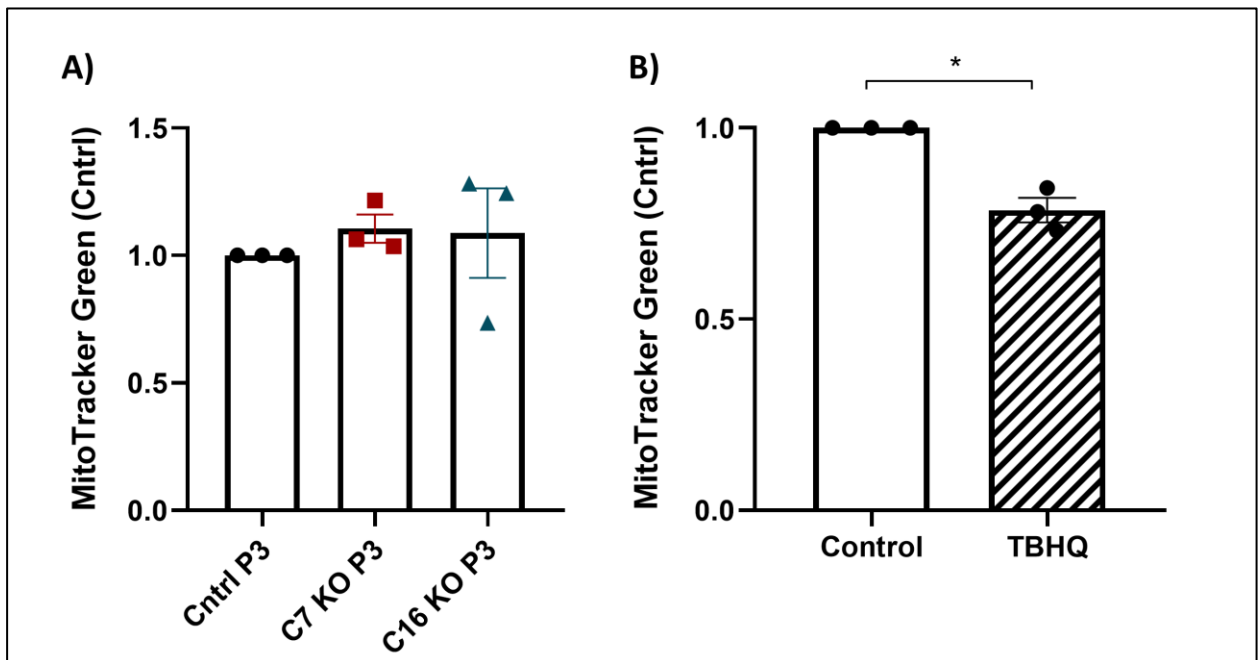 A)
MitoTracker Green (Cntrl)
1.5
1.0
0.5
0.0
Cntrl P3
C7 KO P3
C16 KO P3
B)
*
MitoTracker Green (Cntrl)
1.0
0.5
0.0
Control
TBHQ